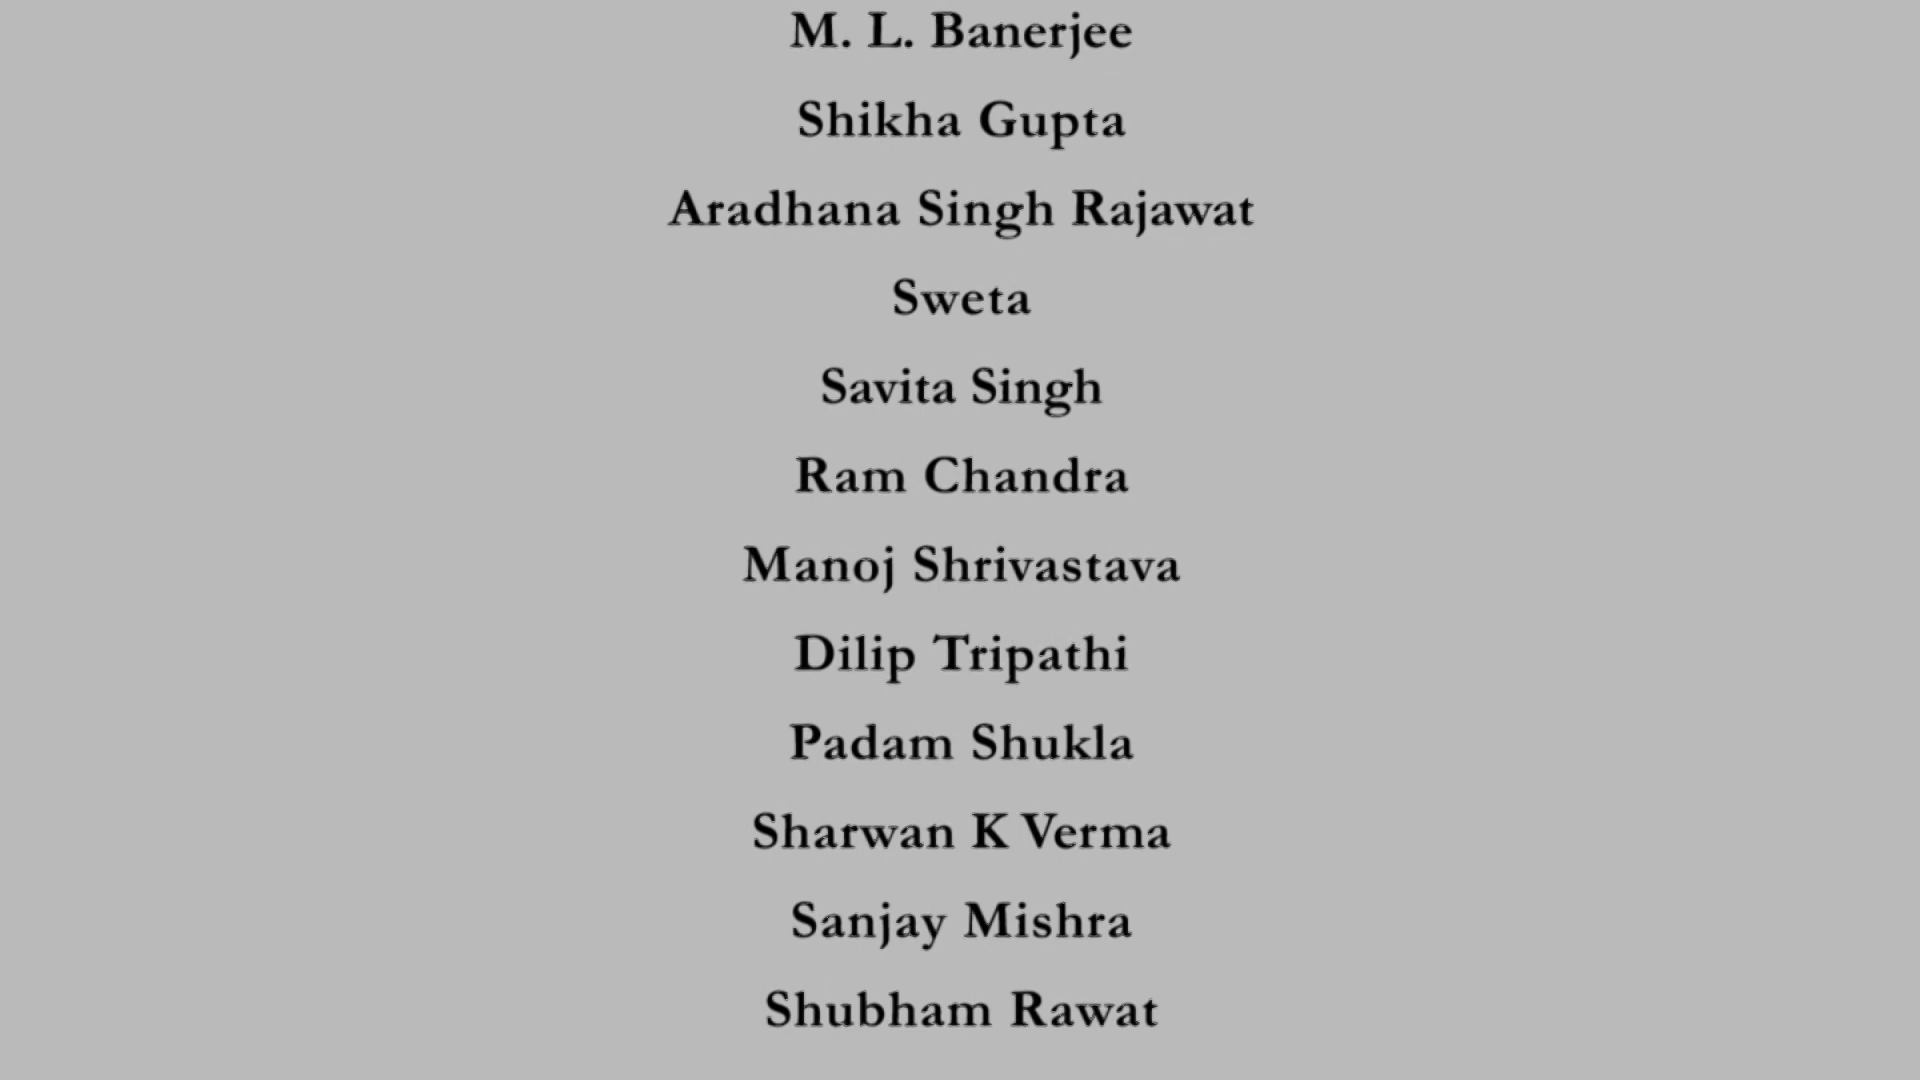 M. L. Banerjee
Shikha Gupta
Aradhana Singh Rajawat
Sweta
Savita Singh
Ram Chandra
Manoj Shrivastava
Dilip Tripathi
Padam Shukla
Sharwan K Verma
Sanjay Mishra
Shubham Rawat